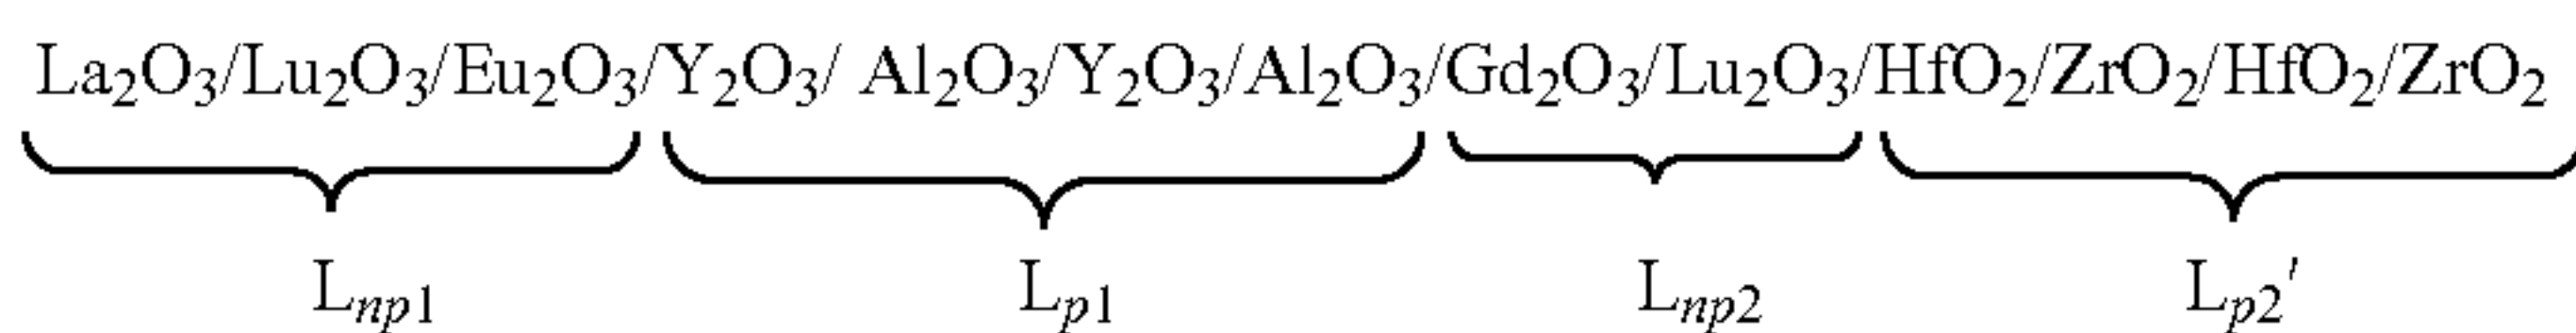 La₂O₃/Lu₂O₃/Eu₂O₃/Y₂O₃/ Al₂O₃/Y₂O₃/Al₂O₃/Gd₂O₃/Lu₂O₃/HfO₂/ZrO₂/HfO₂/ZrO₂
Lₙₚ₁ Lₚ₁ Lₙₚ₂ Lₚ₂′